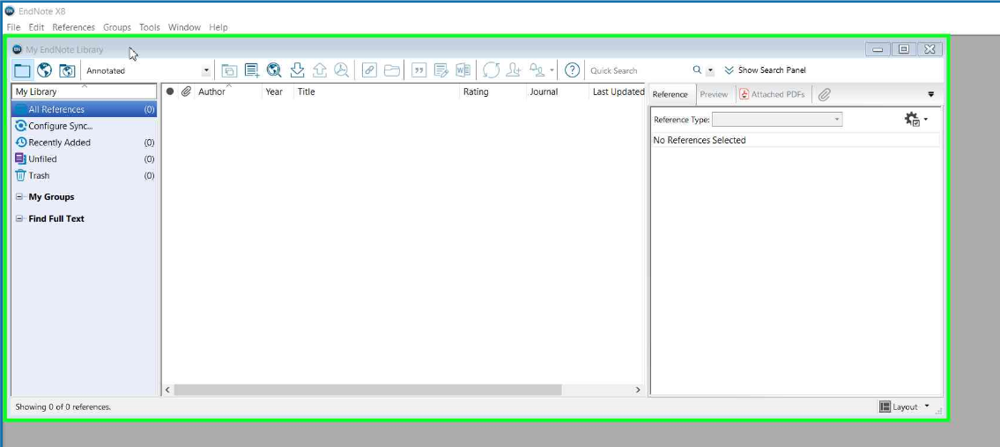 EndNote X8
File Edit References Groups Tools Window Help
EN My EndNote Library
Annotated Quick Search Show Search Panel
My Library Author Year Title Rating Journal Last Updated Reference Preview Attached PDFs
All References (0)
Configure Sync...
Recently Added (0)
Unfiled (0)
Trash (0)
My Groups
Find Full Text
Reference Type:
No References Selected
Showing 0 of 0 references. Layout